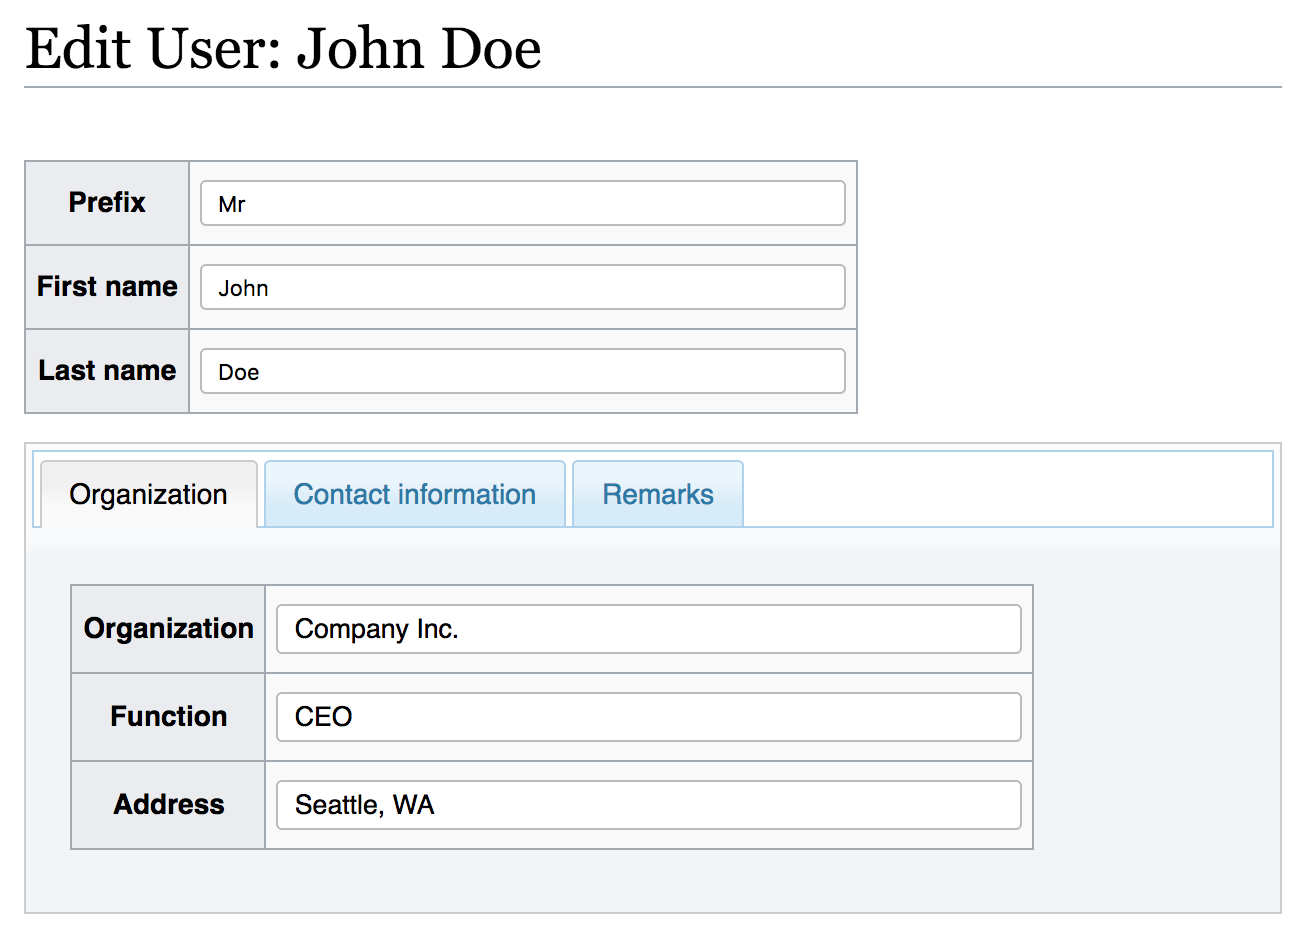 Edit User: John Doe
Prefix Mr
First name John
Last name Doe
Organization Contact information Remarks
Organization Company Inc.
Function CEO
Address Seattle, WA